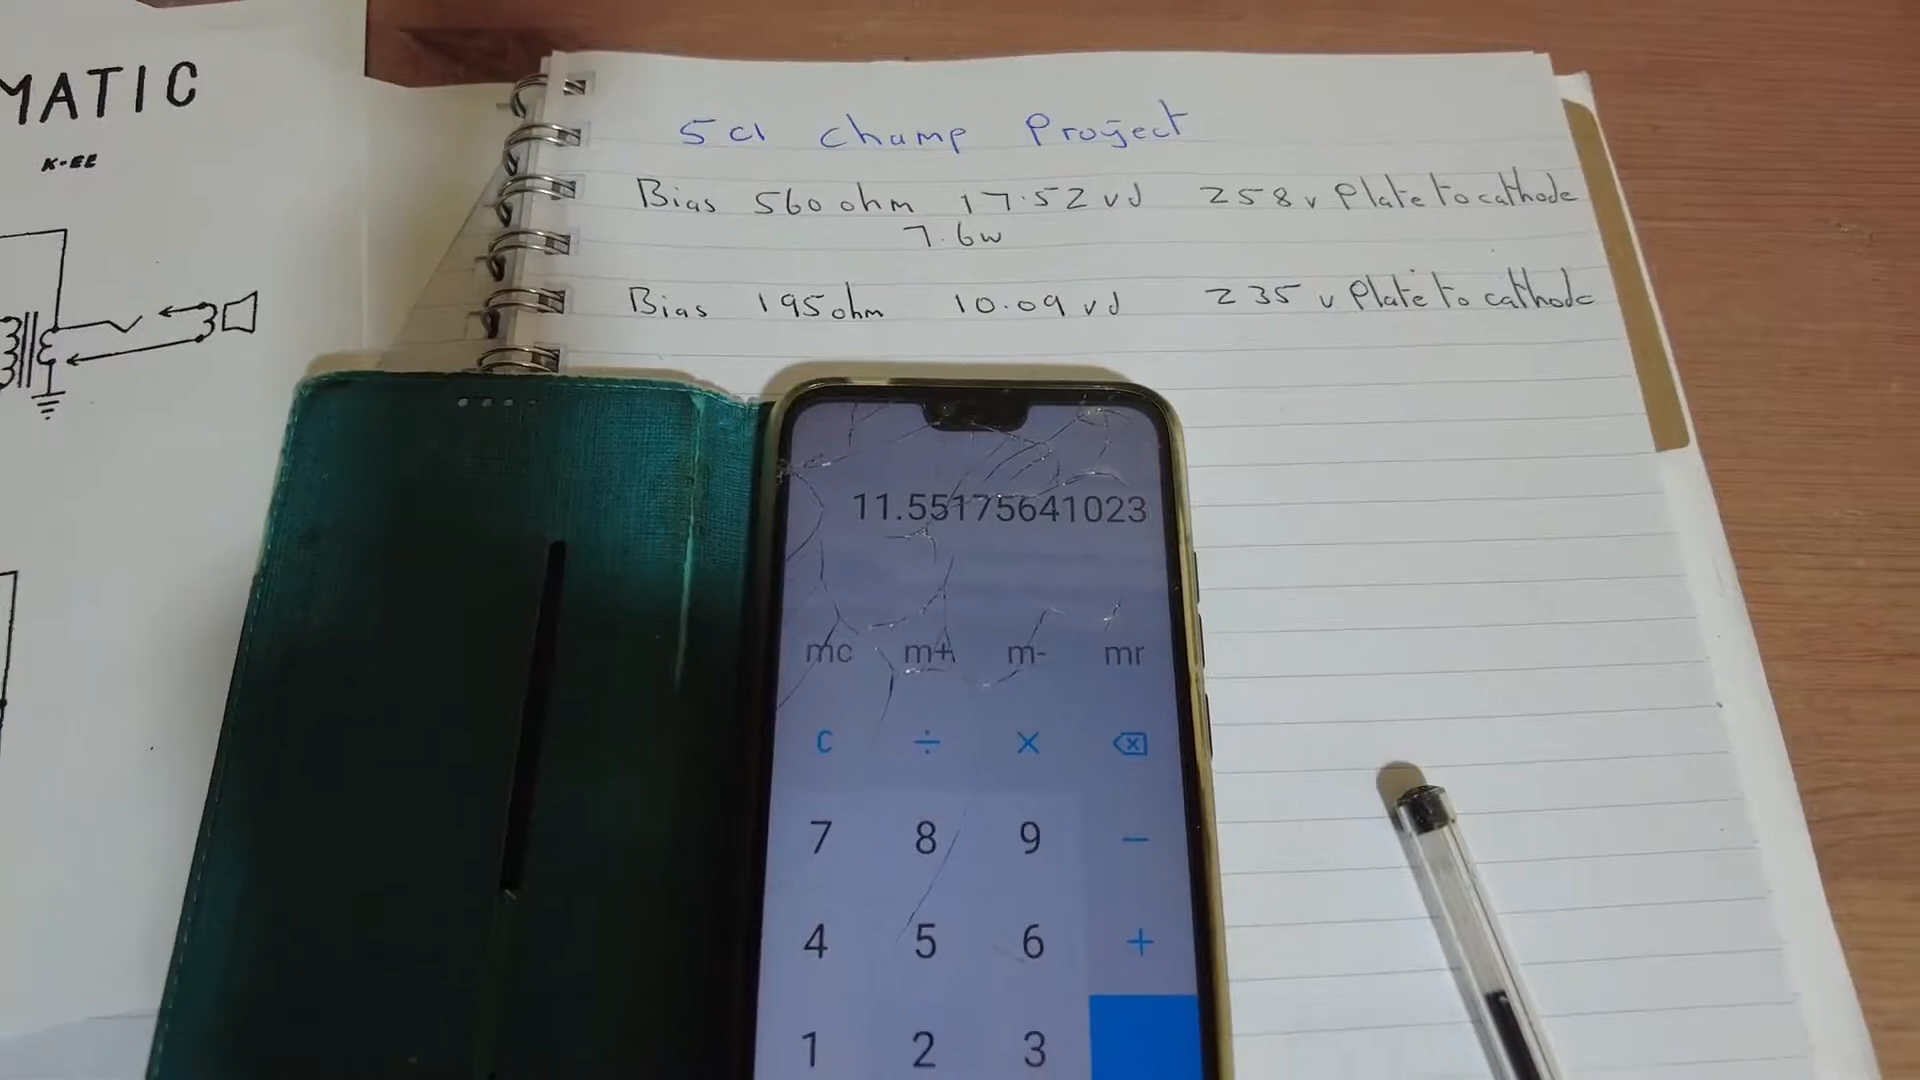 MATIC
K-EE
5c1 Champ Project
Bias 560 ohm 17.52 vd 258 v Plate to cathode
7.6w
Bias 195 ohm 10.09 vd 235 v Plate to cathode
11.55175641023
mc m+ m- mr
C ÷ ×
7 8 9 −
4 5 6 +
1 2 3